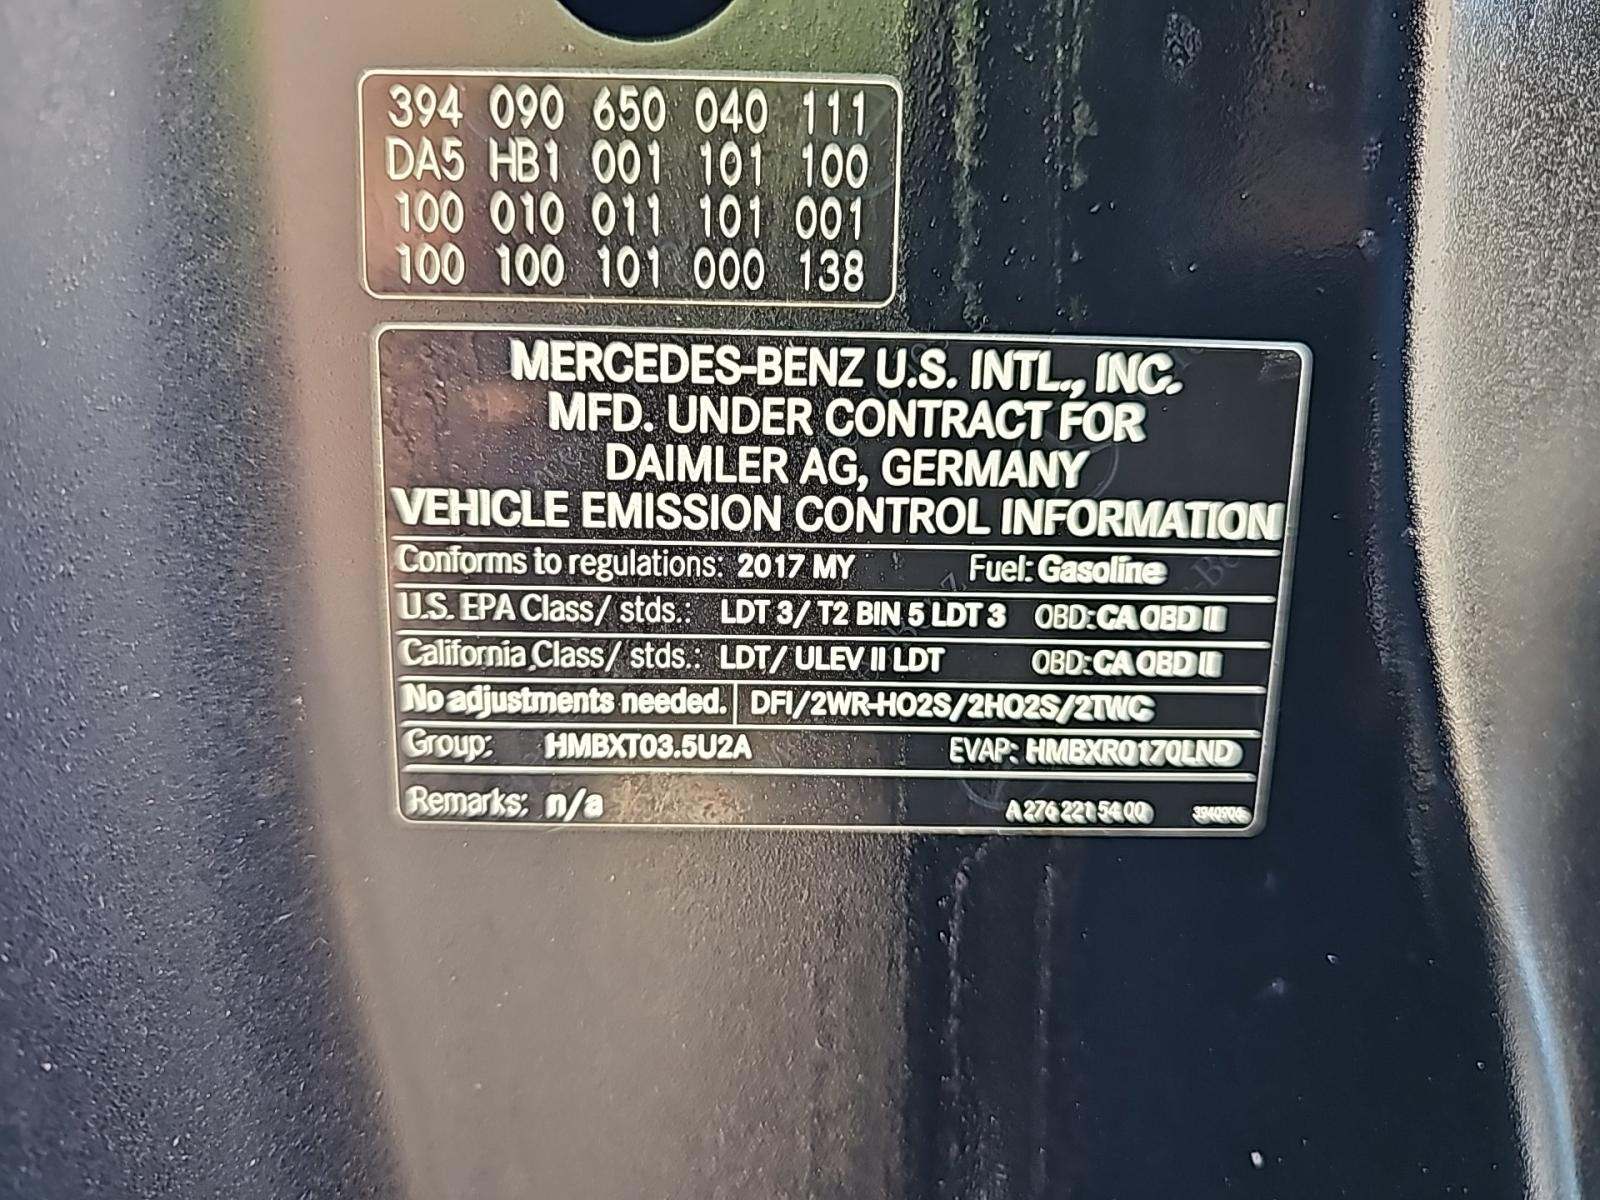 394 090 650 040 111
DA5 HB1 001 101 100
100 010 011 101 001
100 100 101 000 138
MERCEDES-BENZ U.S. INTL., INC.
MFD. UNDER CONTRACT FOR
DAIMLER AG, GERMANY
VEHICLE EMISSION CONTROL INFORMATION
Conforms to regulations: 2017 MY Fuel: Gasoline
U.S. EPA Class/ stds.: LDT 3/ T2 BIN 5 LDT 3 OBD: CA OBD II
California Class/ stds.: LDT/ ULEV II LDT OBD: CA OBD II
No adjustments needed. DFI/2WR-HO2S/2HO2S/2TWC
Group: HMBXT03.5U2A EVAP: HMBXR0170LND
Remarks: n/a A 276 221 54 00